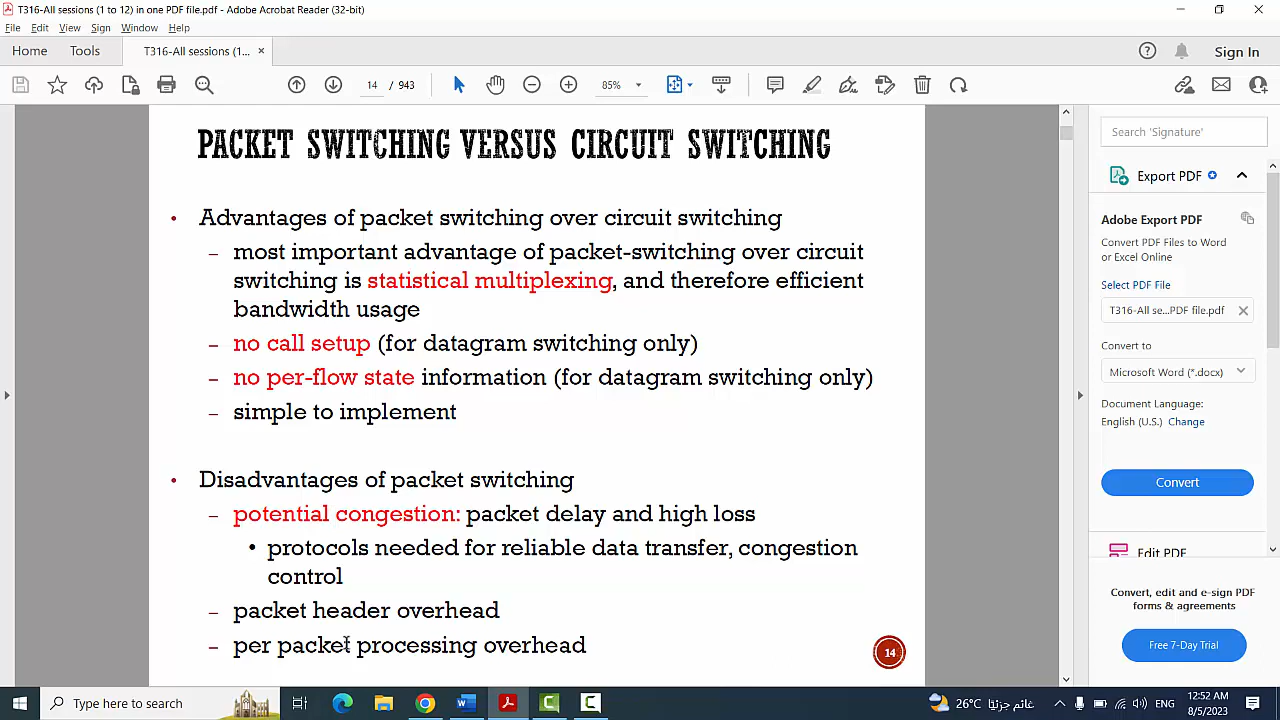 T316-All sessions (1 to 12) in one PDF file.pdf - Adobe Acrobat Reader (32-bit)
File Edit View Sign Window Help
Home Tools T316-All sessions (1... × Sign In
14 / 943 85%
PACKET SWITCHING VERSUS CIRCUIT SWITCHING
• Advantages of packet switching over circuit switching
– most important advantage of packet-switching over circuit
switching is statistical multiplexing, and therefore efficient
bandwidth usage
– no call setup (for datagram switching only)
– no per-flow state information (for datagram switching only)
– simple to implement
• Disadvantages of packet switching
– potential congestion: packet delay and high loss
• protocols needed for reliable data transfer, congestion
control
– packet header overhead
– per packet processing overhead
14
Search 'Signature'
Export PDF
Adobe Export PDF
Convert PDF Files to Word
or Excel Online
Select PDF File
T316-All se...PDF file.pdf
Convert to
Microsoft Word (*.docx)
Document Language:
English (U.S.) Change
Convert
Edit PDF
Convert, edit and e-sign PDF
forms & agreements
Free 7-Day Trial
Type here to search
26°C غائم جزئيًا
ENG
12:52 AM
8/5/2023